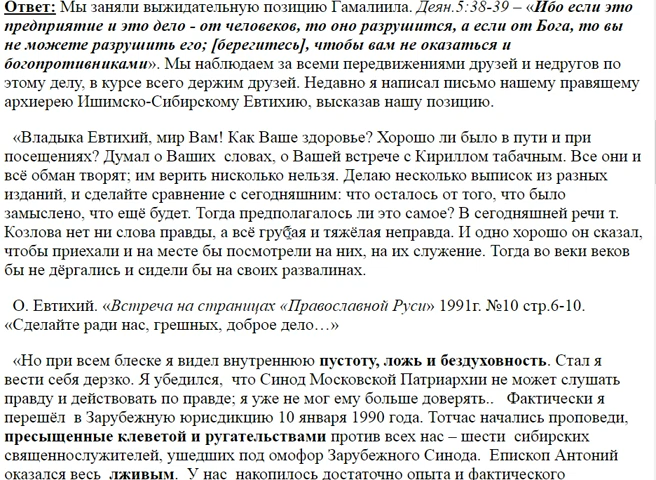 Ответ: Мы заняли выжидательную позицию Гамалиила. Деян.5:38-39 – «Ибо если это
предприятие и это дело - от человеков, то оно разрушится, а если от Бога, то вы
не можете разрушить его; [берегитесь], чтобы вам не оказаться и
богопротивниками». Мы наблюдаем за всеми передвижениями друзей и недругов по
этому делу, в курсе всего держим друзей. Недавно я написал письмо нашему правящему
архиерею Ишимско-Сибирскому Евтихию, высказав нашу позицию.
«Владыка Евтихий, мир Вам! Как Ваше здоровье? Хорошо ли было в пути и при
посещениях? Думал о Ваших словах, о Вашей встрече с Кириллом табачным. Все они и
всё обман творят; им верить нисколько нельзя. Делаю несколько выписок из разных
изданий, и сделайте сравнение с сегодняшним: что осталось от того, что было
замыслено, что ещё будет. Тогда предполагалось ли это самое? В сегодняшней речи т.
Козлова нет ни слова правды, а всё грубая и тяжёлая неправда. И одно хорошо он сказал,
чтобы приехали и на месте бы посмотрели на них, на их служение. Тогда во веки веков
бы не дёргались и сидели бы на своих развалинах.
О. Евтихий. «Встреча на страницах «Православной Руси» 1991г. №10 стр.6-10.
«Сделайте ради нас, грешных, доброе дело…»
«Но при всем блеске я видел внутреннюю пустоту, ложь и бездуховность. Стал я
вести себя дерзко. Я убедился, что Синод Московской Патриархии не может слушать
правду и действовать по правде; я уже не мог ему больше доверять.. Фактически я
перешёл в Зарубежную юрисдикцию 10 января 1990 года. Тотчас начались проповеди,
пресыщенные клеветой и ругательствами против всех нас – шести сибирских
священнослужителей, ушедших под омофор Зарубежного Синода. Епископ Антоний
оказался весь лживым. У нас накопилось достаточно опыта и фактического